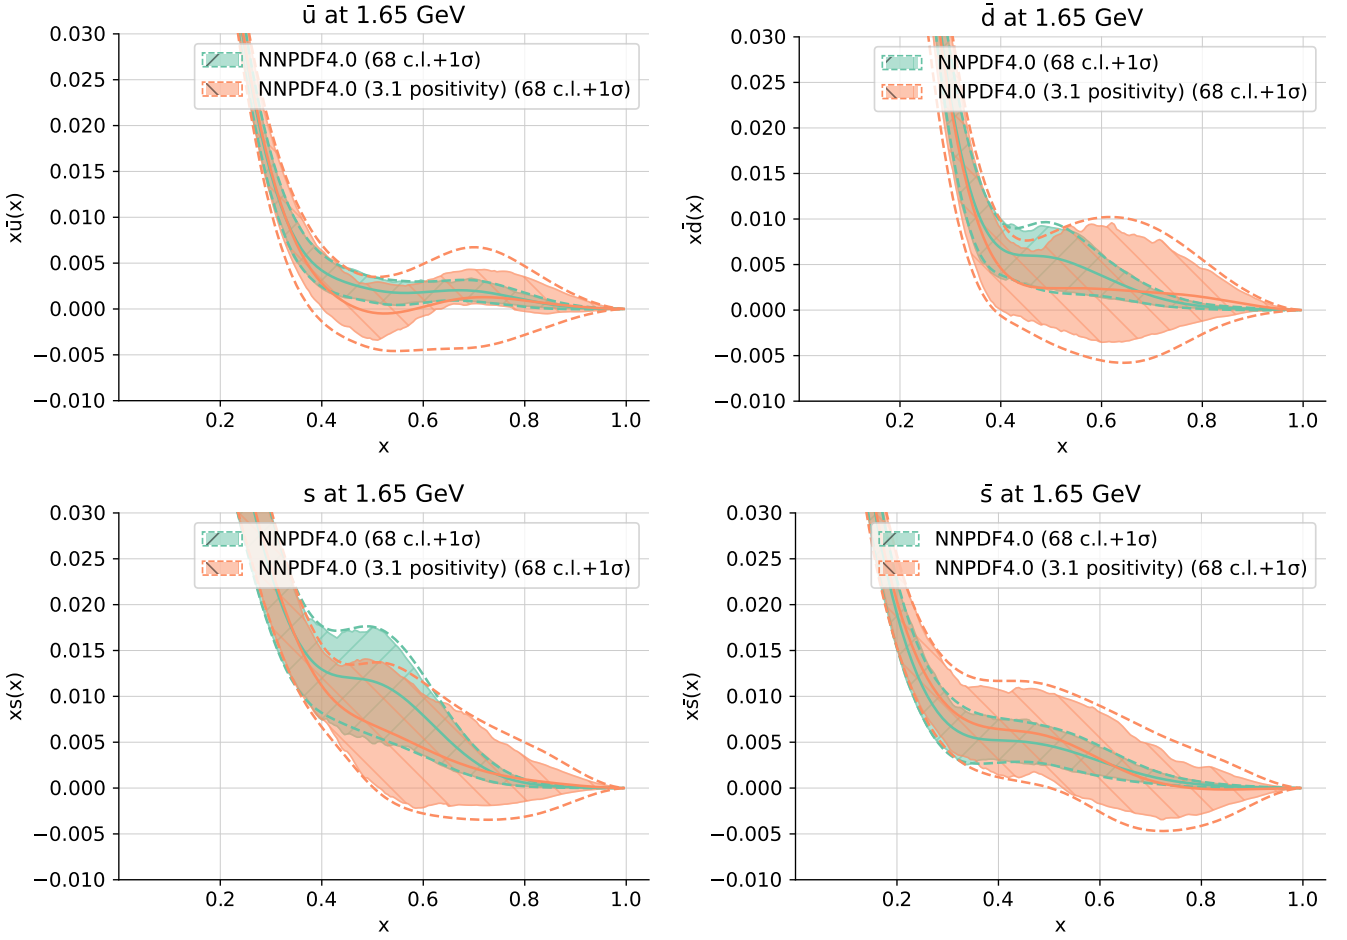 ū at 1.65 GeV
0.030
0.025
0.020
0.015
0.010
0.005
0.000
−0.005
−0.010
xū(x)
NNPDF4.0 (68 c.l.+1σ)
NNPDF4.0 (3.1 positivity) (68 c.l.+1σ)
0.2 0.4 0.6 0.8 1.0
x
d̄ at 1.65 GeV
0.030
0.025
0.020
0.015
0.010
0.005
0.000
−0.005
−0.010
xd̄(x)
NNPDF4.0 (68 c.l.+1σ)
NNPDF4.0 (3.1 positivity) (68 c.l.+1σ)
0.2 0.4 0.6 0.8 1.0
x
s at 1.65 GeV
0.030
0.025
0.020
0.015
0.010
0.005
0.000
−0.005
−0.010
xs(x)
NNPDF4.0 (68 c.l.+1σ)
NNPDF4.0 (3.1 positivity) (68 c.l.+1σ)
0.2 0.4 0.6 0.8 1.0
x
s̄ at 1.65 GeV
0.030
0.025
0.020
0.015
0.010
0.005
0.000
−0.005
−0.010
xs̄(x)
NNPDF4.0 (68 c.l.+1σ)
NNPDF4.0 (3.1 positivity) (68 c.l.+1σ)
0.2 0.4 0.6 0.8 1.0
x